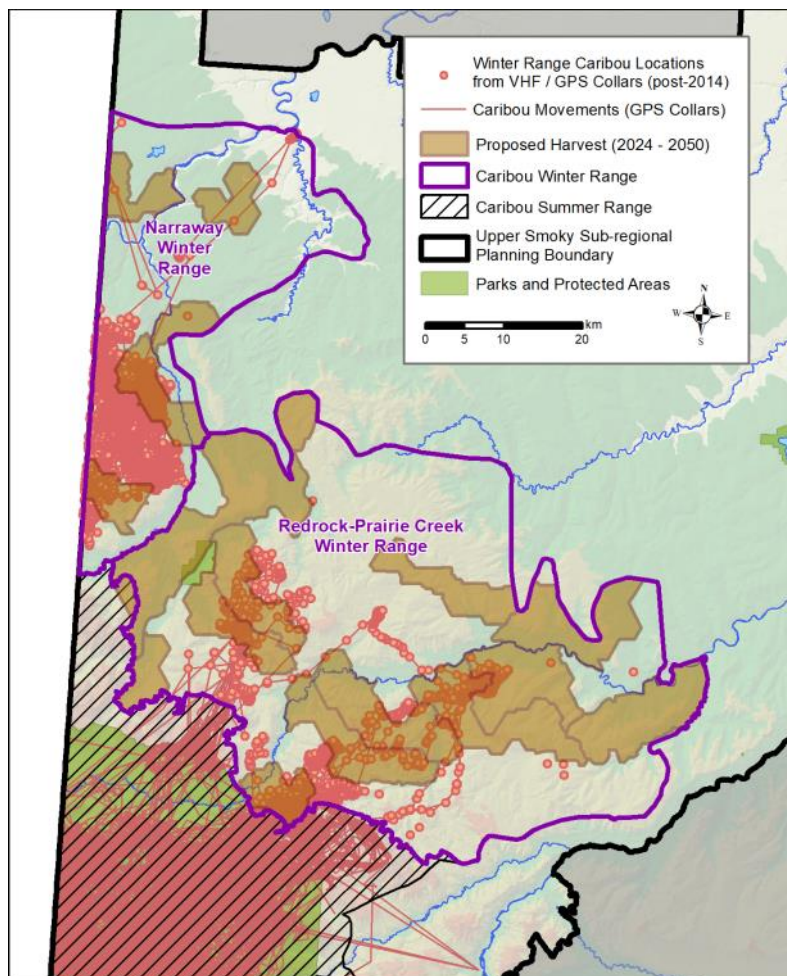 Winter Range Caribou Locations
from VHF / GPS Collars (post-2014)
Caribou Movements (GPS Collars)
Proposed Harvest (2024 - 2050)
Caribou Winter Range
Caribou Summer Range
Upper Smoky Sub-regional
Planning Boundary
Parks and Protected Areas
N
W
E
S
km
0
5
10
20
Narraway
Winter
Range
Redrock-Prairie Creek
Winter Range